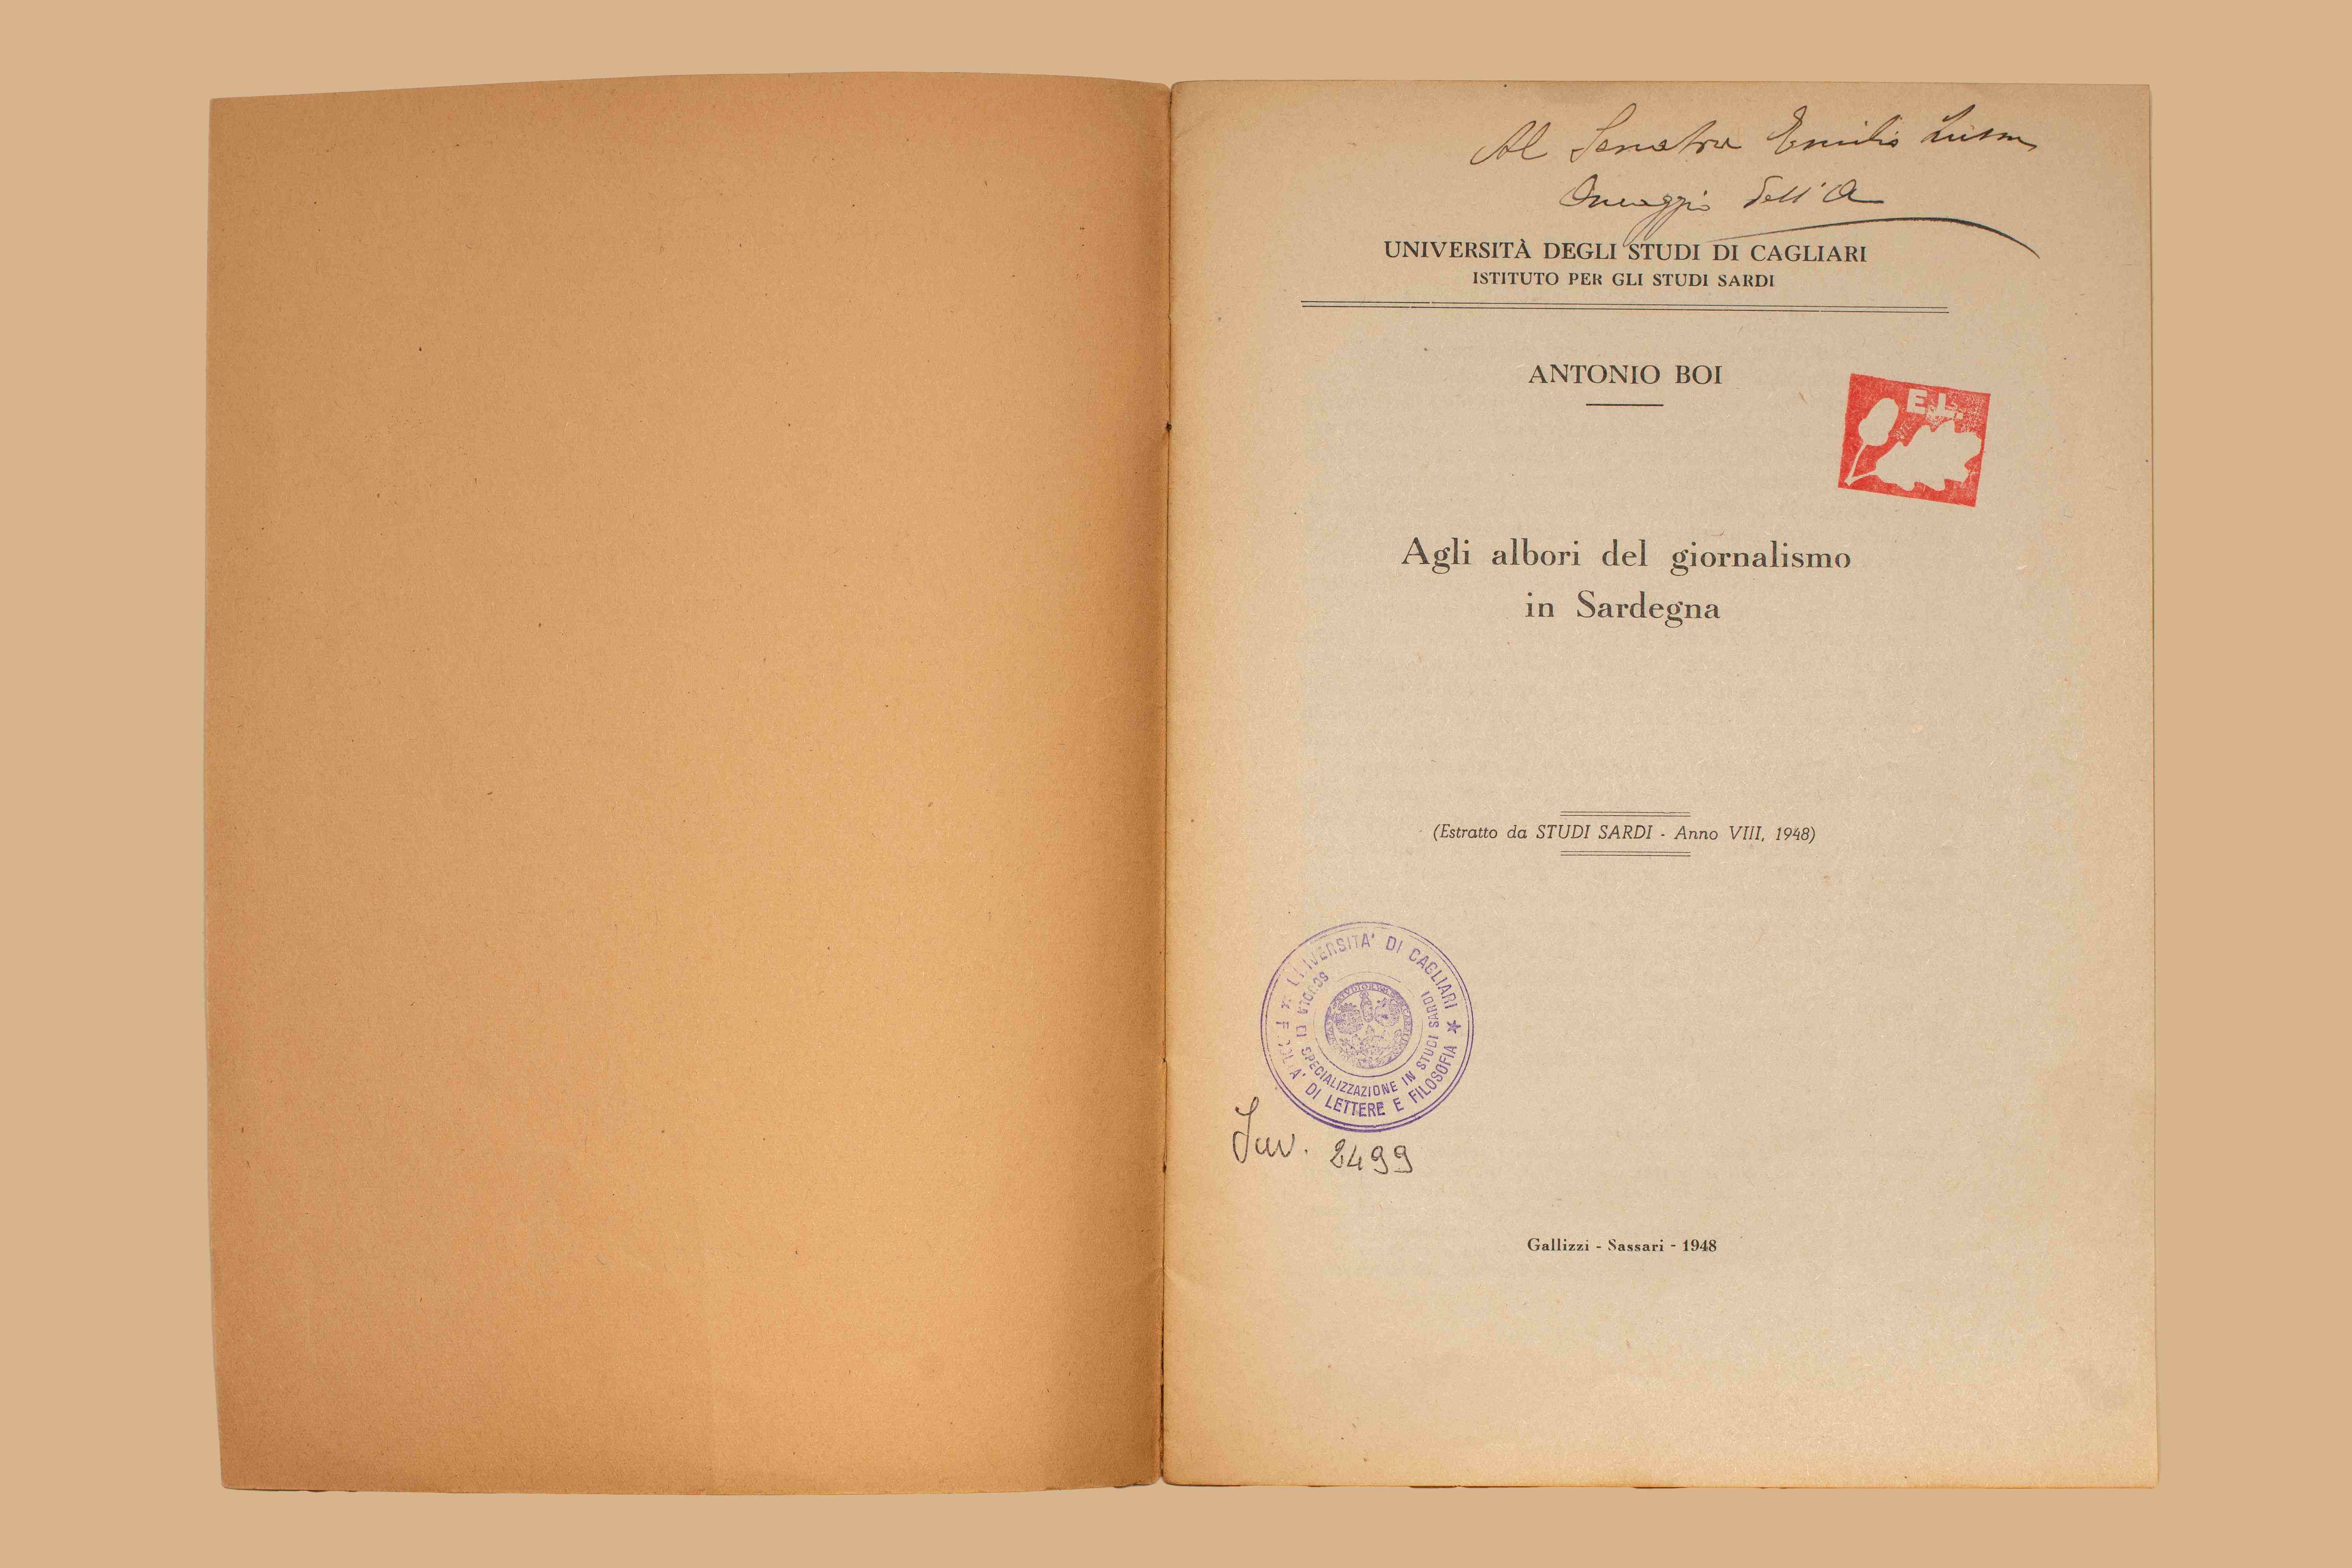 Al Senatore Emilio Lussu
Omaggio dell'A
UNIVERSITÀ DEGLI STUDI DI CAGLIARI
ISTITUTO PER GLI STUDI SARDI
ANTONIO BOI
E.L.
Agli albori del giornalismo
in Sardegna
(Estratto da STUDI SARDI - Anno VIII, 1948)
UNIVERSITA' DI CAGLIARI
* FACOLTA' DI LETTERE E FILOSOFIA *
SCUOLA DI SPECIALIZZAZIONE IN STUDI SARDI
Inv. 2499
Gallizzi - Sassari - 1948